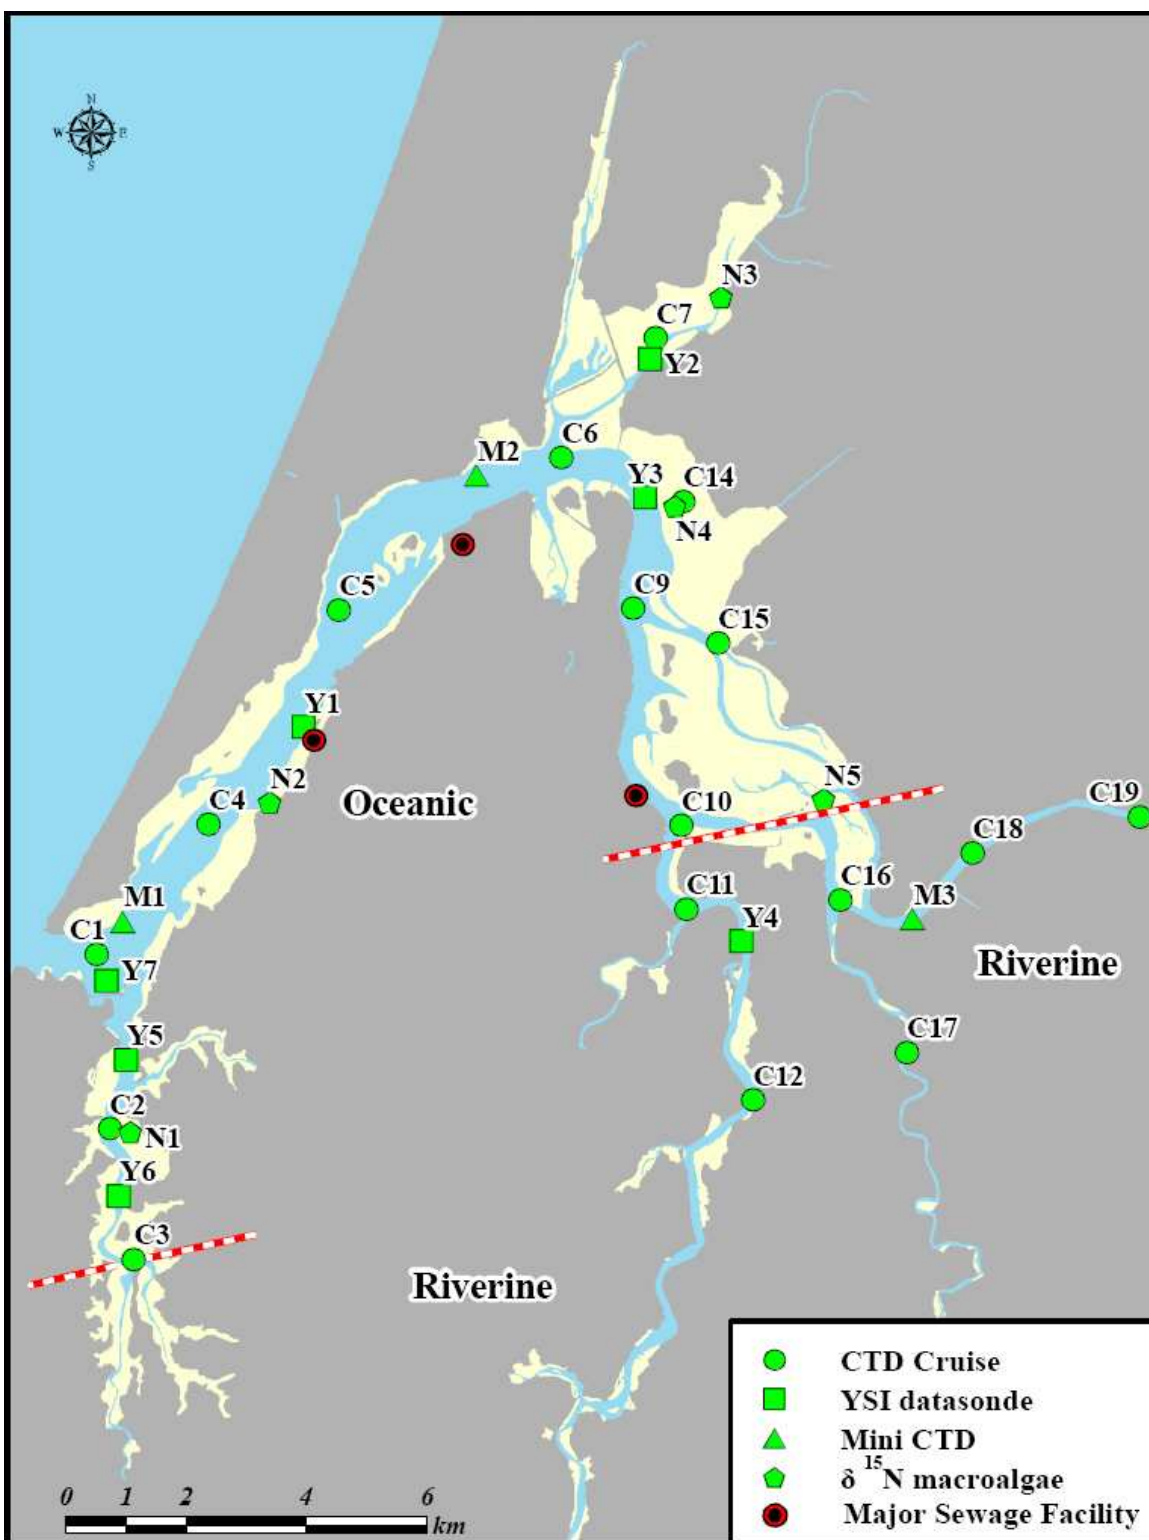 N
W E
S
N3
C7
Y2
C6
M2
Y3
C14
N4
C5
C9
C15
Y1
N2
Oceanic
N5
C4
C10
C19
C18
M1
C11
C16
M3
C1
Y4
Y7
Riverine
Y5
C17
C2
C12
N1
Y6
C3
Riverine
CTD Cruise
YSI datasonde
Mini CTD
δ 15N macroalgae
Major Sewage Facility
0 1 2 4 6
km